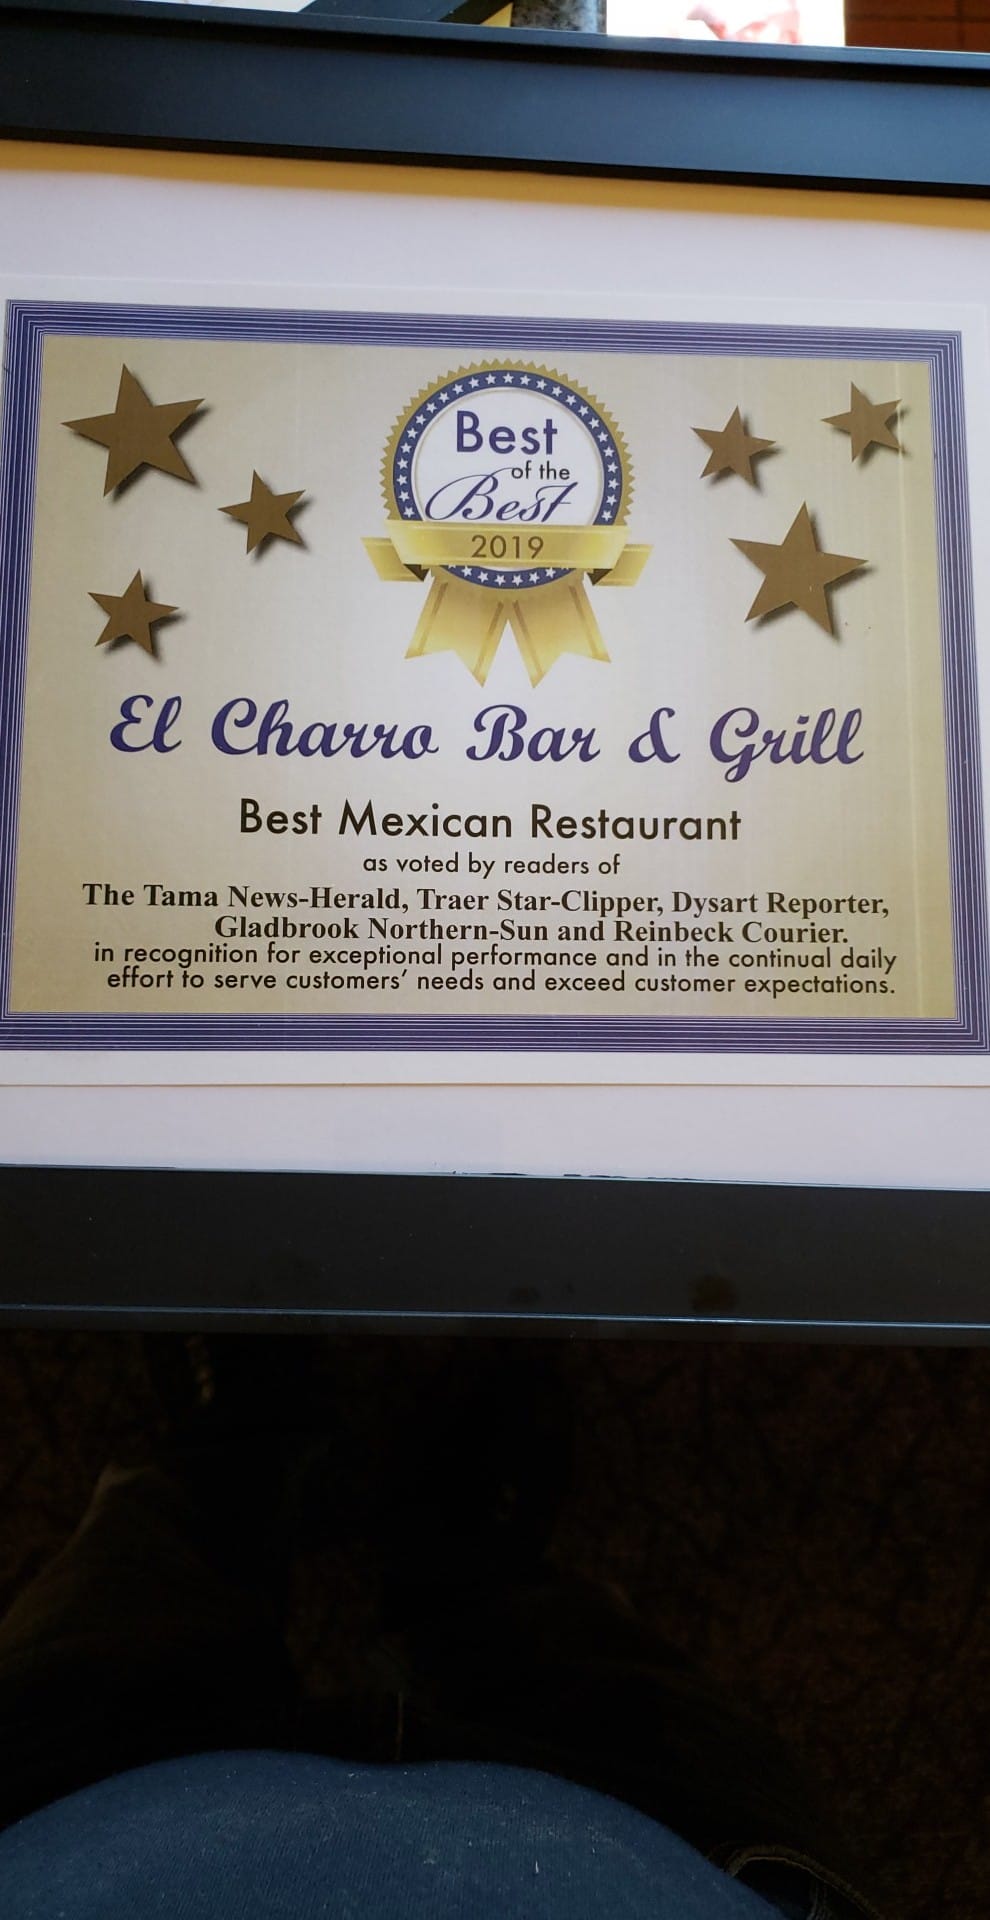 Best
of the
Best
2019
El Charro Bar & Grill
Best Mexican Restaurant
as voted by readers of
The Tama News-Herald, Traer Star-Clipper, Dysart Reporter,
Gladbrook Northern-Sun and Reinbeck Courier.
in recognition for exceptional performance and in the continual daily
effort to serve customers’ needs and exceed customer expectations.